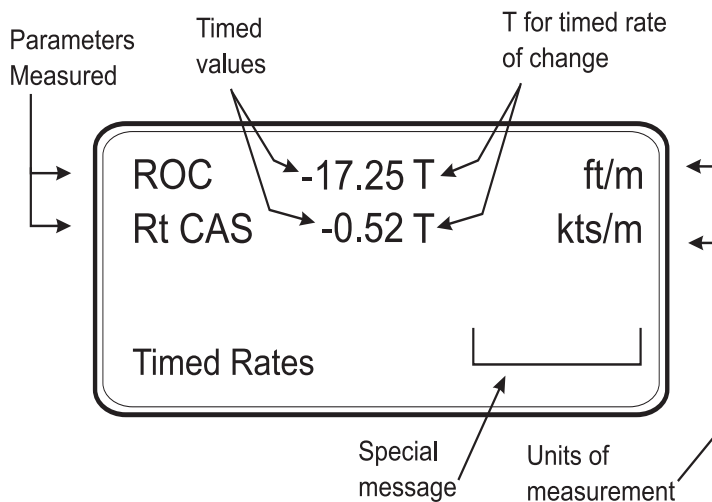 Parameters
Measured
Timed
values
T for timed rate
of change
ROC -17.25 T ft/m
Rt CAS -0.52 T kts/m
Timed Rates
Special
message
Units of
measurement